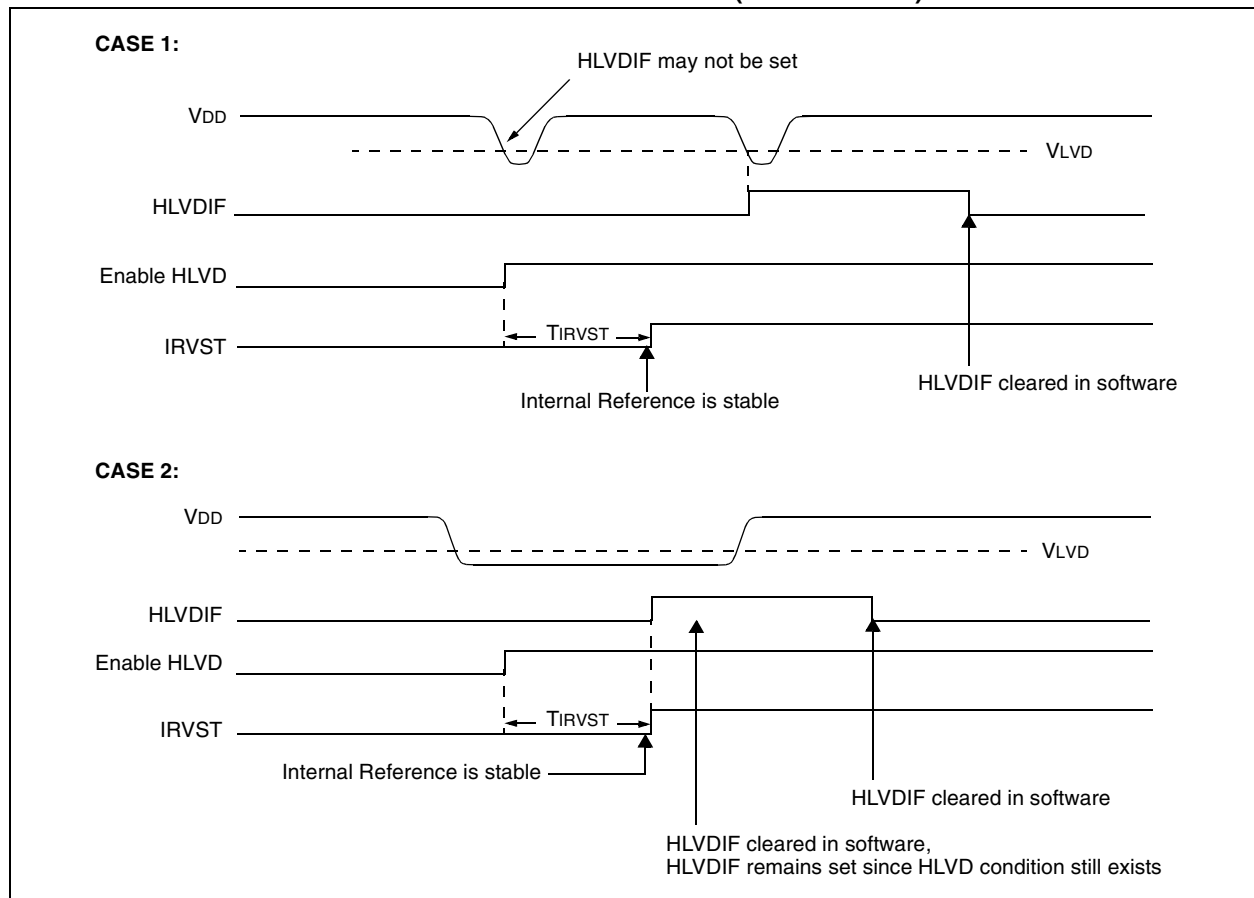 CASE 1:
HLVDIF may not be set
VDD
VLVD
HLVDIF
Enable HLVD
TIRVST
IRVST
HLVDIF cleared in software
Internal Reference is stable
CASE 2:
VDD
VLVD
HLVDIF
Enable HLVD
TIRVST
IRVST
Internal Reference is stable
HLVDIF cleared in software
HLVDIF cleared in software,
HLVDIF remains set since HLVD condition still exists